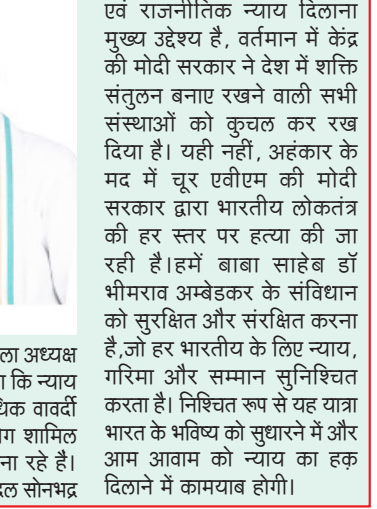 ला अध्यक्ष
कि न्याय
वावर्दी
ग शामिल
ना रहे है।
सोनभद्र
एवं राजनीतिक न्याय दिलाना
मुख्य उद्देश्य है, वर्तमान में केंद्र
की मोदी सरकार ने देश में शक्ति
संतुलन बनाए रखने वाली सभी
संस्थाओं को कुचल कर रख
दिया है। यही नहीं, अहंकार के
मद में चूर एवीएम की मोदी
सरकार द्वारा भारतीय लोकतंत्र
की हर स्तर पर हत्या की जा
रही है।हमें बाबा साहेब डॉ
भीमराव अम्बेडकर के संविधान
को सुरक्षित और संरक्षित करना
है,जो हर भारतीय के लिए न्याय,
गरिमा और सम्मान सुनिश्चित
करता है। निश्चित रूप से यह यात्रा
भारत के भविष्य को सुधारने में और
आम आवाम को न्याय का हक़
दिलाने में कामयाब होगी।